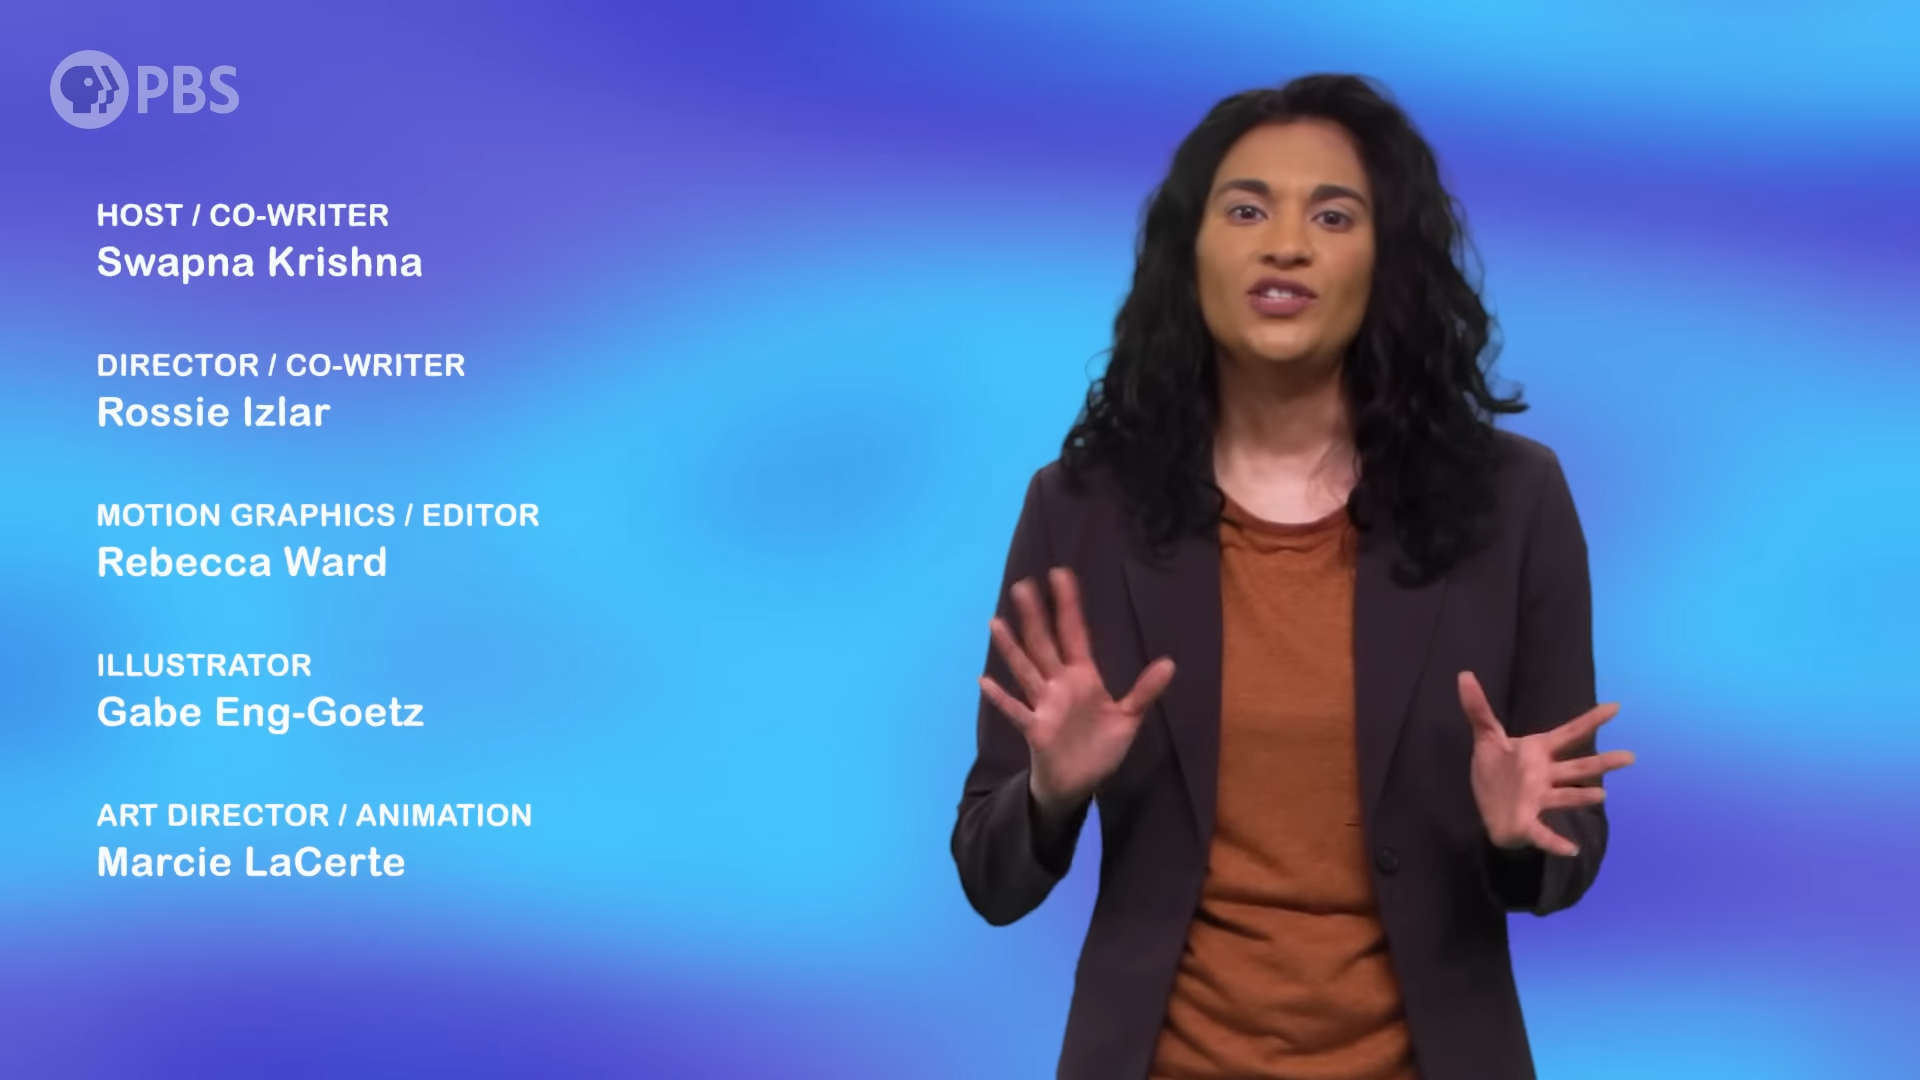 PBS
HOST / CO-WRITER
Swapna Krishna
DIRECTOR / CO-WRITER
Rossie Izlar
MOTION GRAPHICS / EDITOR
Rebecca Ward
ILLUSTRATOR
Gabe Eng-Goetz
ART DIRECTOR / ANIMATION
Marcie LaCerte